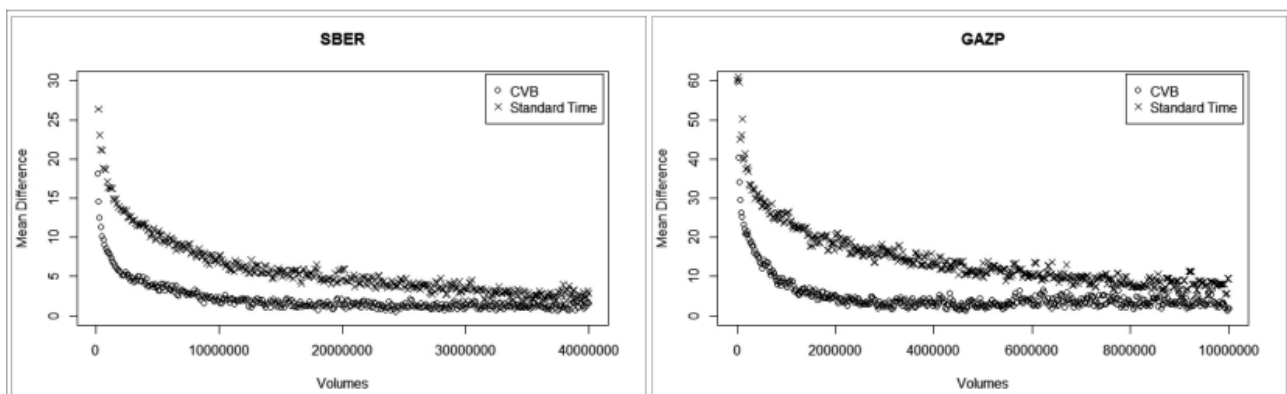 SBER
30
25
20
15
10
5
0
Mean Difference
○ CVB
× Standard Time
0 10000000 20000000 30000000 40000000
Volumes
GAZP
60
50
40
30
20
10
0
Mean Difference
○ CVB
× Standard Time
0 2000000 4000000 6000000 8000000 10000000
Volumes